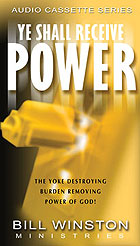 AUDIO CASSETTE SERIES
YE SHALL RECEIVE
POWER
THE YOKE DESTROYING
BURDEN REMOVING
POWER OF GOD!
BILL WINSTON
MINISTRIES